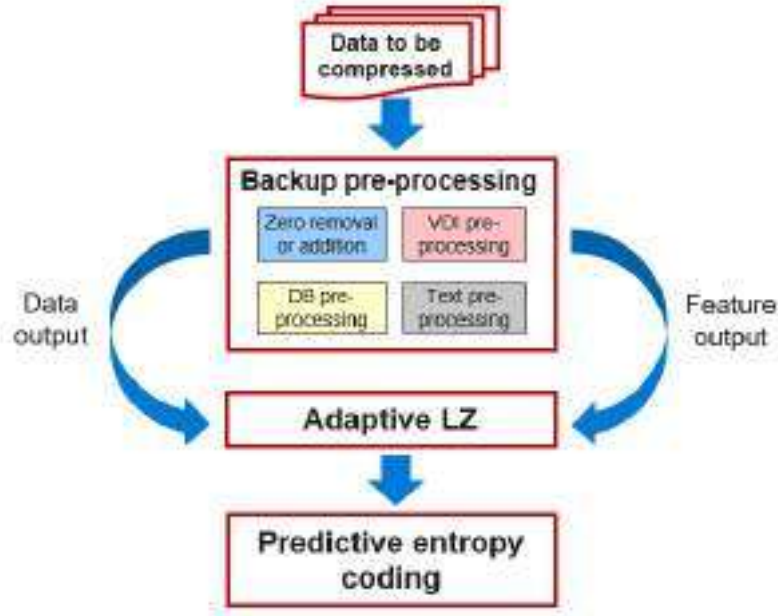 Data to be
compressed
Backup pre-processing
Zero removal
or addition
VDI pre-
processing
DB pre-
processing
Text pre-
processing
Data
output
Feature
output
Adaptive LZ
Predictive entropy
coding